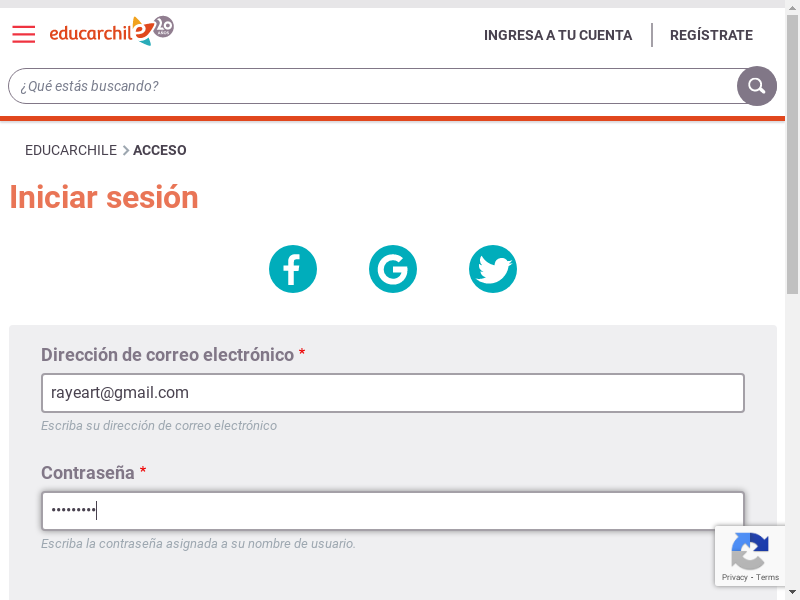 educarchile 20 AÑOS
INGRESA A TU CUENTA
REGÍSTRATE
¿Qué estás buscando?
EDUCARCHILE > ACCESO
Iniciar sesión
Dirección de correo electrónico *
rayeart@gmail.com
Escriba su dirección de correo electrónico
Contraseña *
•••••••••
Escriba la contraseña asignada a su nombre de usuario.
Privacy - Terms